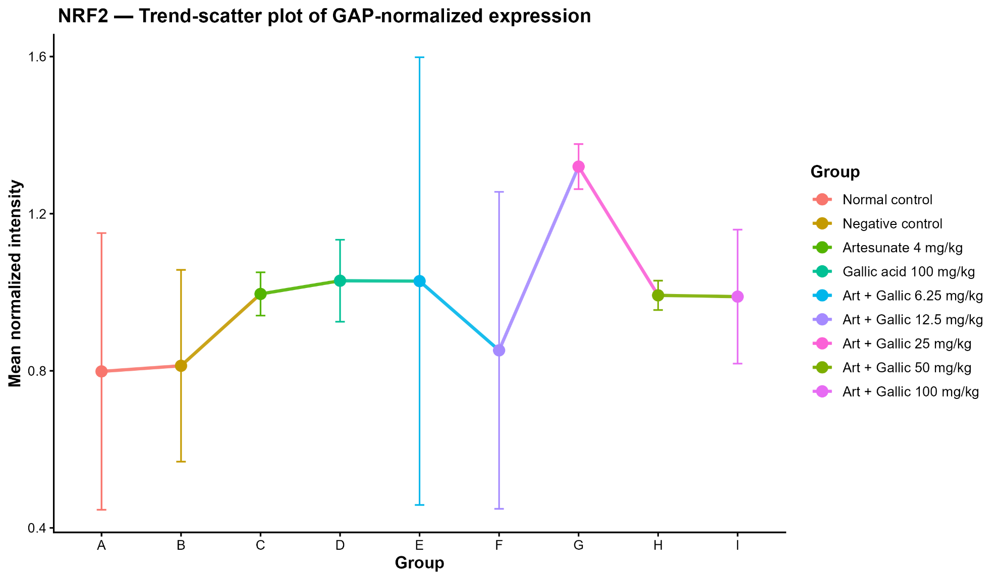 NRF2 — Trend-scatter plot of GAP-normalized expression
Mean normalized intensity
1.6
1.2
0.8
0.4
A B C D E F G H I
Group
Group
Normal control
Negative control
Artesunate 4 mg/kg
Gallic acid 100 mg/kg
Art + Gallic 6.25 mg/kg
Art + Gallic 12.5 mg/kg
Art + Gallic 25 mg/kg
Art + Gallic 50 mg/kg
Art + Gallic 100 mg/kg